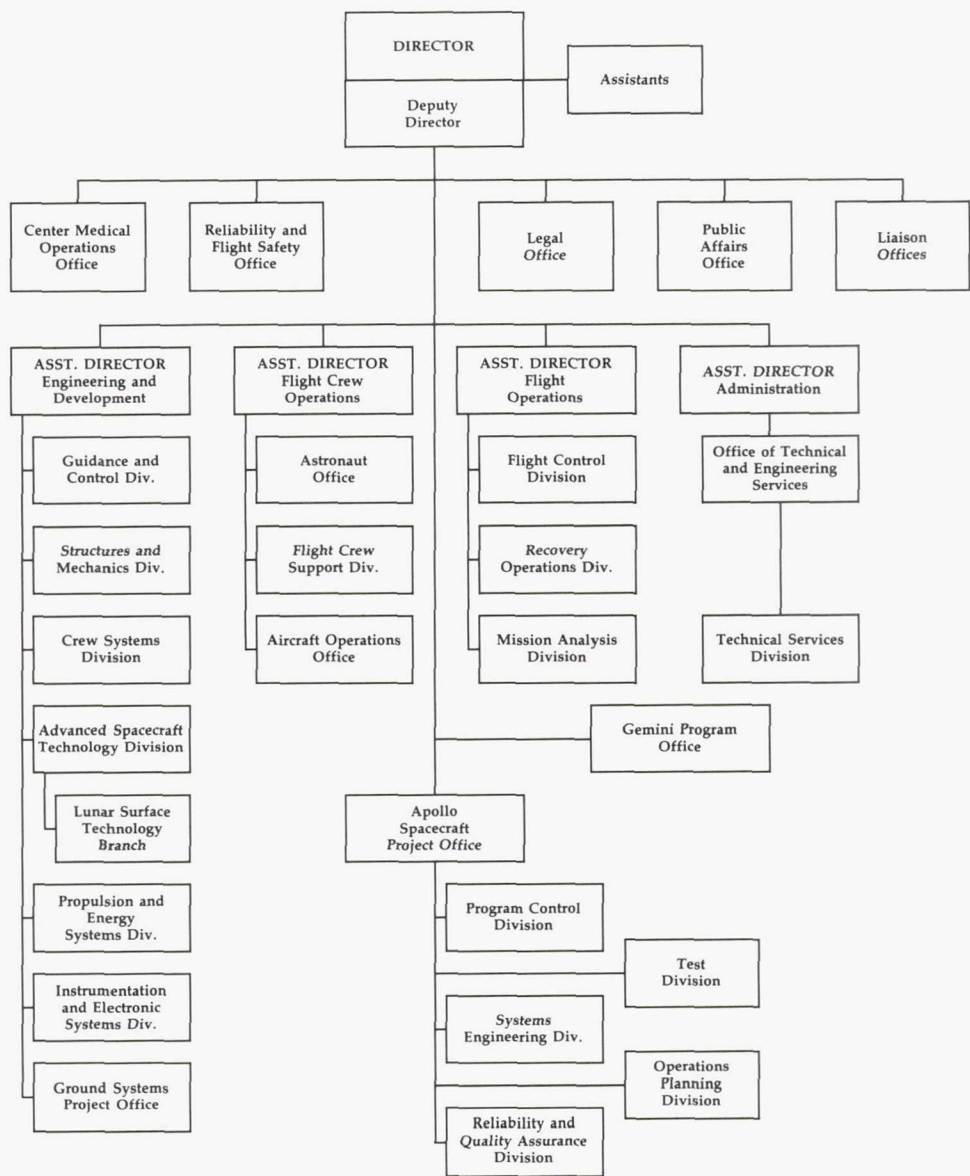 DIRECTOR
Deputy
Director
Assistants
Center Medical
Operations
Office
Reliability and
Flight Safety
Office
Legal
Office
Public
Affairs
Office
Liaison
Offices
ASST. DIRECTOR
Engineering and
Development
ASST. DIRECTOR
Flight Crew
Operations
ASST. DIRECTOR
Flight
Operations
ASST. DIRECTOR
Administration
Guidance and
Control Div.
Astronaut
Office
Flight Control
Division
Office of Technical
and Engineering
Services
Structures and
Mechanics Div.
Flight Crew
Support Div.
Recovery
Operations Div.
Crew Systems
Division
Aircraft Operations
Office
Mission Analysis
Division
Technical Services
Division
Advanced Spacecraft
Technology Division
Gemini Program
Office
Lunar Surface
Technology
Branch
Apollo
Spacecraft
Project Office
Propulsion and
Energy
Systems Div.
Program Control
Division
Test
Division
Instrumentation
and Electronic
Systems Div.
Systems
Engineering Div.
Operations
Planning
Division
Ground Systems
Project Office
Reliability and
Quality Assurance
Division